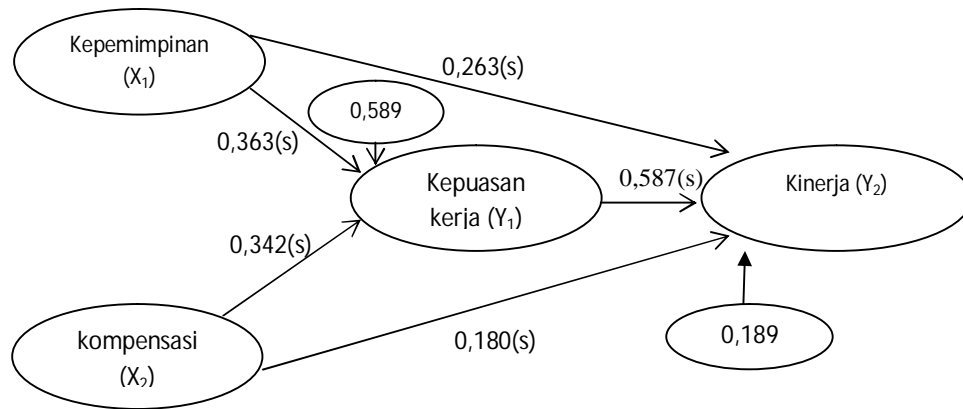 Kepemimpinan
(X₁)
0,263(s)
0,589
0,363(s)
Kepuasan
kerja (Y₁)
0,587(s)
Kinerja (Y₂)
0,342(s)
kompensasi
(X₂)
0,180(s)
0,189